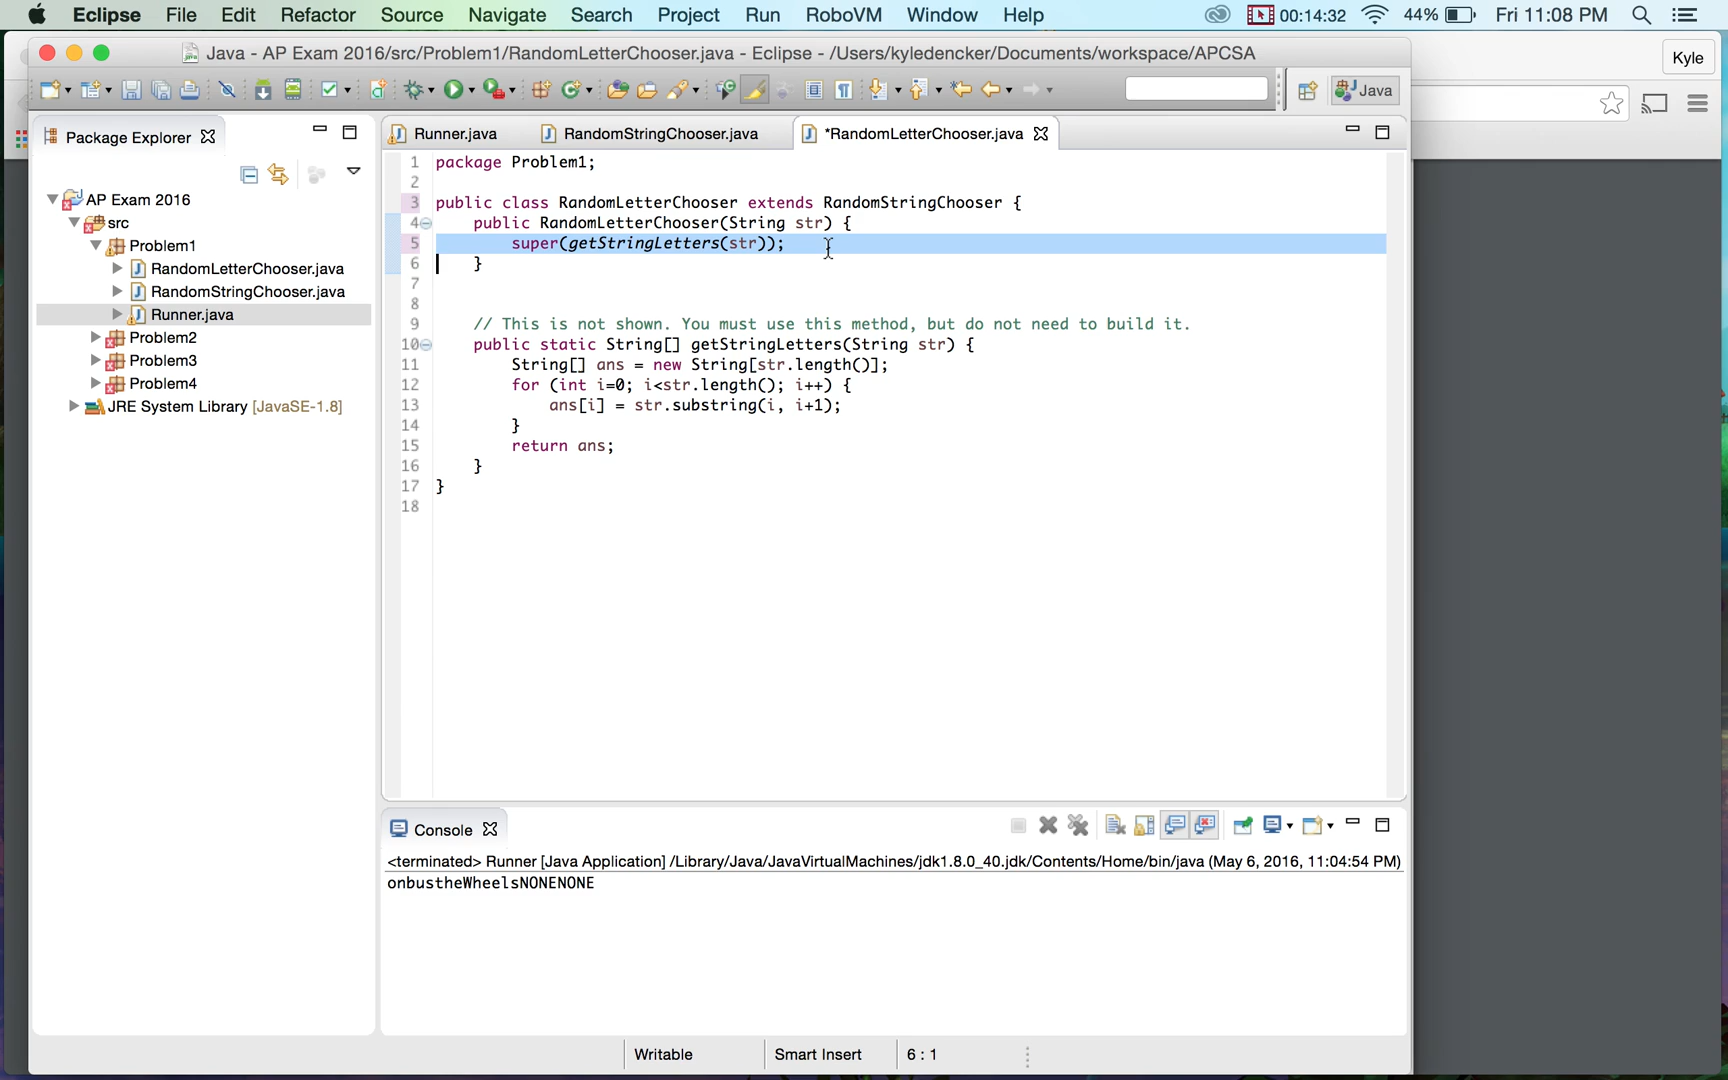 Eclipse File Edit Refactor Source Navigate Search Project Run RoboVM Window Help 00:14:32 44% Fri 11:08 PM
Java - AP Exam 2016/src/Problem1/RandomLetterChooser.java - Eclipse - /Users/kyledencker/Documents/workspace/APCSA
Kyle
Java
Package Explorer
AP Exam 2016
src
Problem1
RandomLetterChooser.java
RandomStringChooser.java
Runner.java
Problem2
Problem3
Problem4
JRE System Library [JavaSE-1.8]
Runner.java RandomStringChooser.java *RandomLetterChooser.java
1 package Problem1;
2
3 public class RandomLetterChooser extends RandomStringChooser {
4 public RandomLetterChooser(String str) {
5 super(getStringLetters(str));
6 }
7
8
9 // This is not shown. You must use this method, but do not need to build it.
10 public static String[] getStringLetters(String str) {
11 String[] ans = new String[str.length()];
12 for (int i=0; i<str.length(); i++) {
13 ans[i] = str.substring(i, i+1);
14 }
15 return ans;
16 }
17 }
18
Console
<terminated> Runner [Java Application] /Library/Java/JavaVirtualMachines/jdk1.8.0_40.jdk/Contents/Home/bin/java (May 6, 2016, 11:04:54 PM)
onbustheWheelsNONENONE
Writable Smart Insert 6 : 1